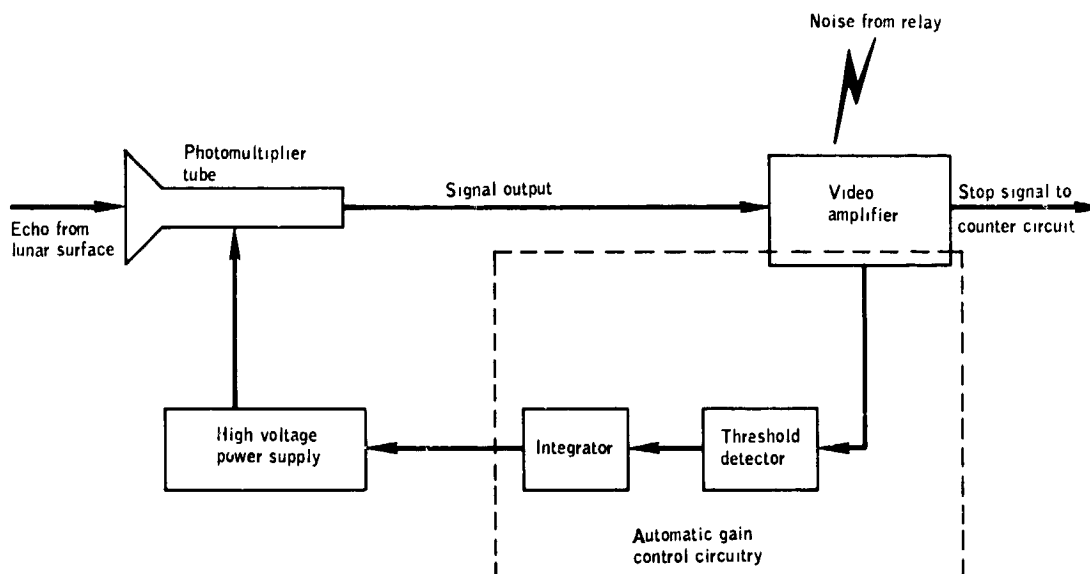 Noise from relay
Photomultiplier
tube
Echo from
lunar surface
Signal output
Video
amplifier
Stop signal to
counter circuit
High voltage
power supply
Integrator
Threshold
detector
Automatic gain
control circuitry